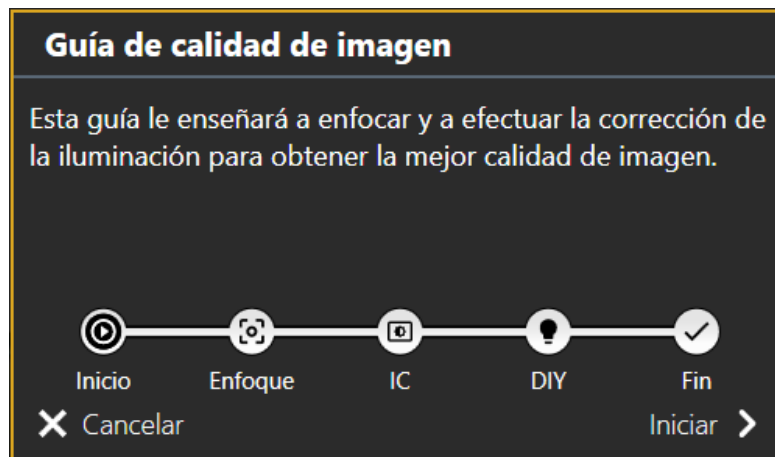 Guía de calidad de imagen
Esta guía le enseñará a enfocar y a efectuar la corrección de
la iluminación para obtener la mejor calidad de imagen.
Inicio Enfoque IC DIY Fin
Cancelar Iniciar